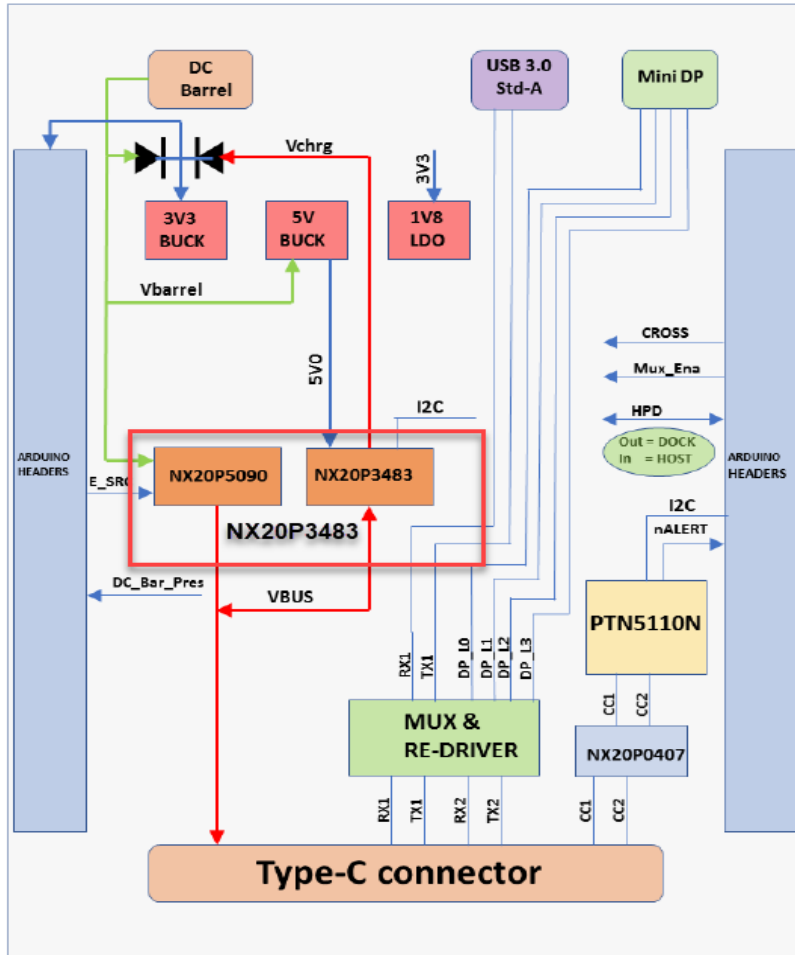 DC
Barrel
USB 3.0
Std-A
Mini DP
Vchrg
3V3
3V3
BUCK
5V
BUCK
1V8
LDO
Vbarrel
5V0
CROSS
Mux_Ena
HPD
Out = DOCK
In = HOST
I2C
ARDUINO
HEADERS
ARDUINO
HEADERS
NX20P5090
NX20P3483
E_SRC
NX20P3483
I2C
nALERT
DC_Bar_Pres
VBUS
PTN5110N
RX1
TX1
DP_L0
DP_L1
DP_L2
DP_L3
CC1
CC2
MUX &
RE-DRIVER
NX20P0407
RX1
TX1
RX2
TX2
CC1
CC2
Type-C connector